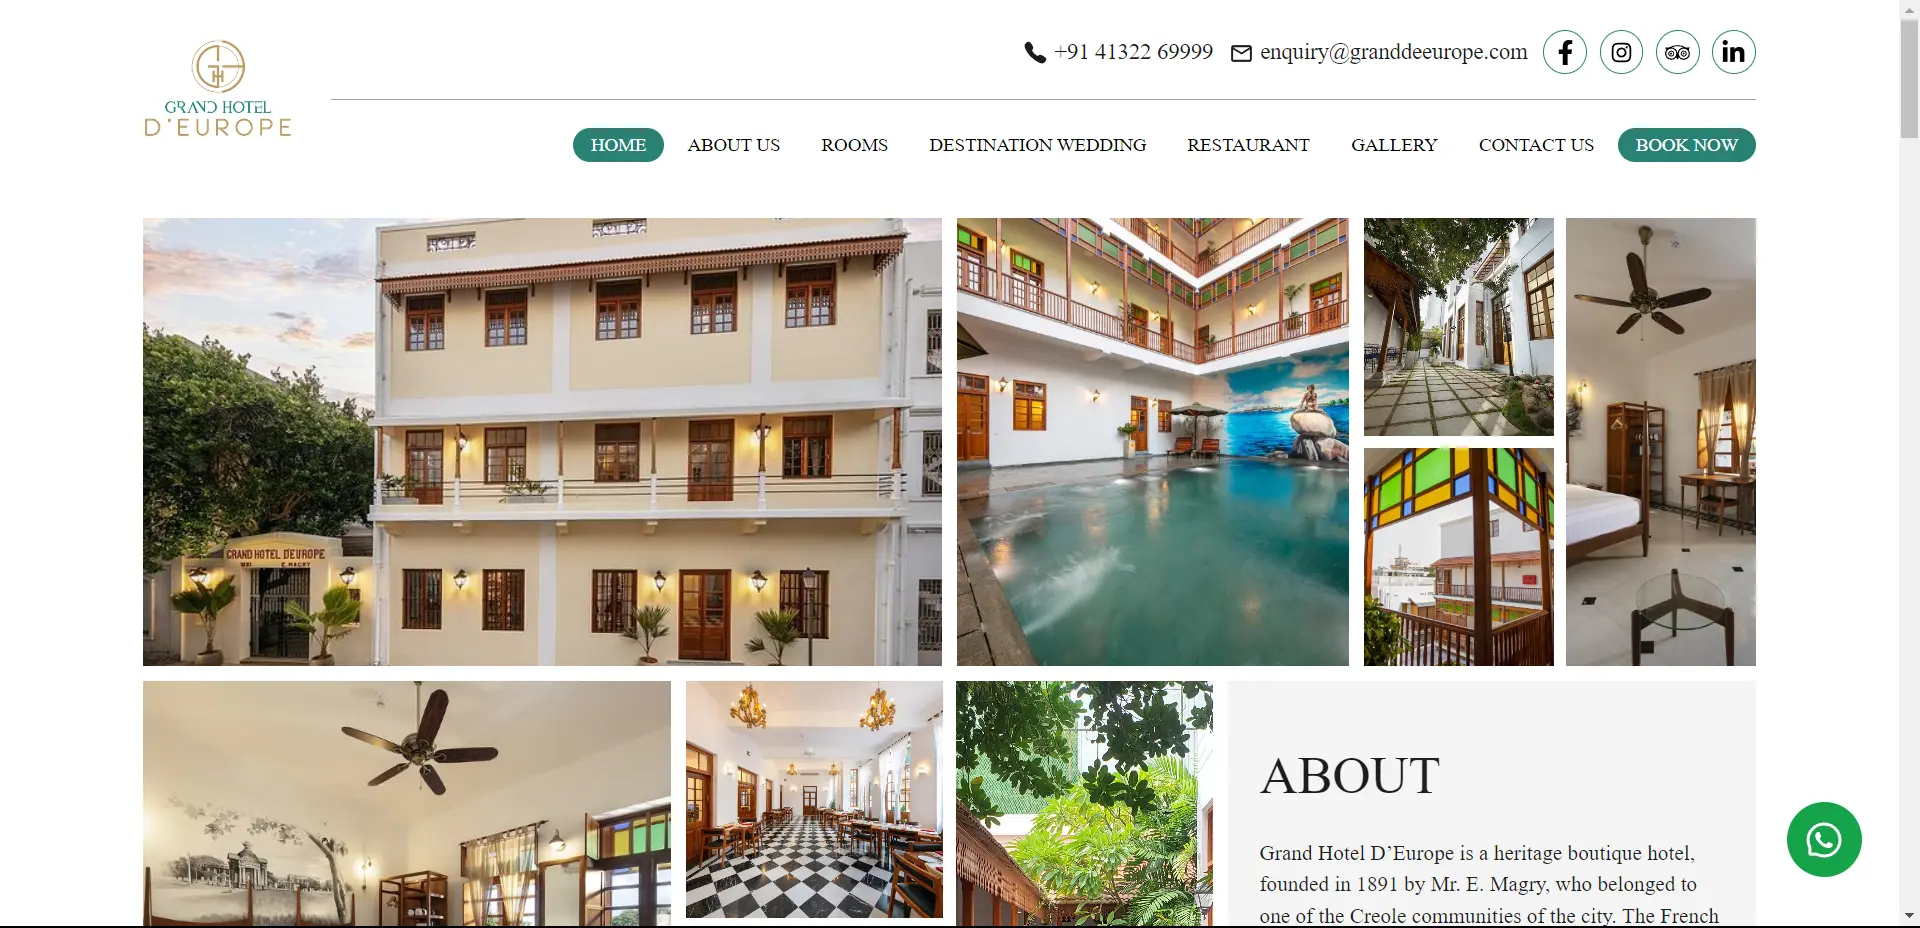 GRAND HOTEL
D'EUROPE
+91 41322 69999
enquiry@granddeeurope.com
HOME
ABOUT US
ROOMS
DESTINATION WEDDING
RESTAURANT
GALLERY
CONTACT US
BOOK NOW
GRAND HOTEL D'EUROPE
1891 E. MAGRY
ABOUT
Grand Hotel D’Europe is a heritage boutique hotel,
founded in 1891 by Mr. E. Magry, who belonged to
one of the Creole communities of the city. The French